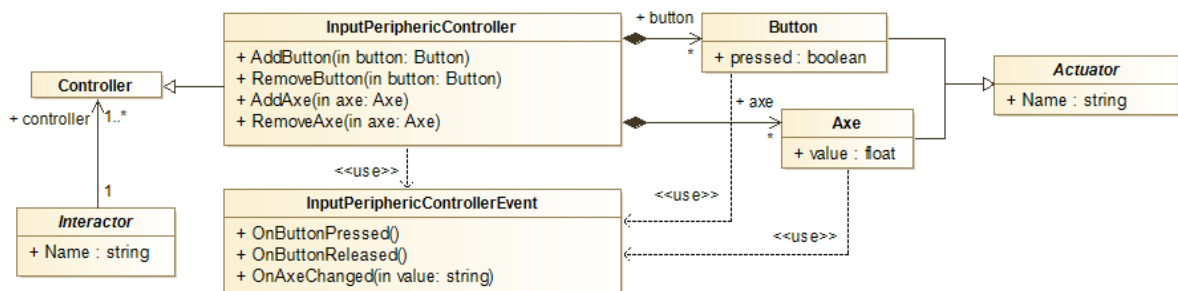 InputPeriphericController
+ AddButton(in button: Button)
+ RemoveButton(in button: Button)
+ AddAxe(in axe: Axe)
+ RemoveAxe(in axe: Axe)
+ button
*
Button
+ pressed : boolean
Actuator
+ Name : string
Controller
+ controller
1..*
+ axe
*
Axe
+ value : float
<<use>>
<<use>>
<<use>>
1
Interactor
+ Name : string
InputPeriphericControllerEvent
+ OnButtonPressed()
+ OnButtonReleased()
+ OnAxeChanged(in value: string)